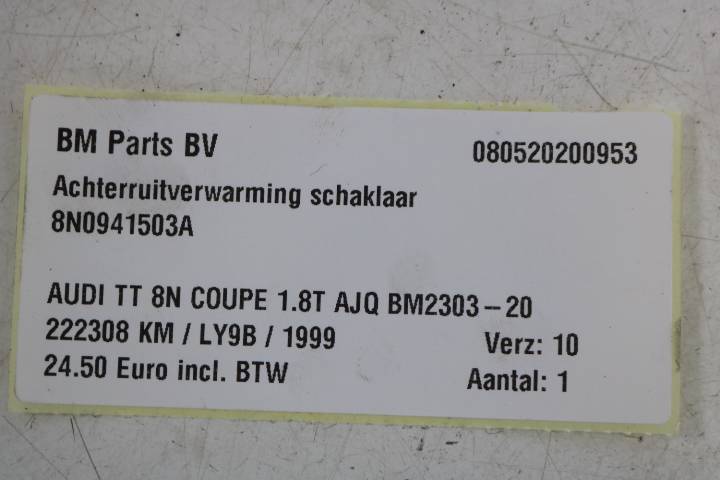 BM Parts BV 080520200953
Achterruitverwarming schaklaar
8N0941503A
AUDI TT 8N COUPE 1.8T AJQ BM2303-20
222308 KM / LY9B / 1999 Verz: 10
24.50 Euro incl. BTW Aantal: 1